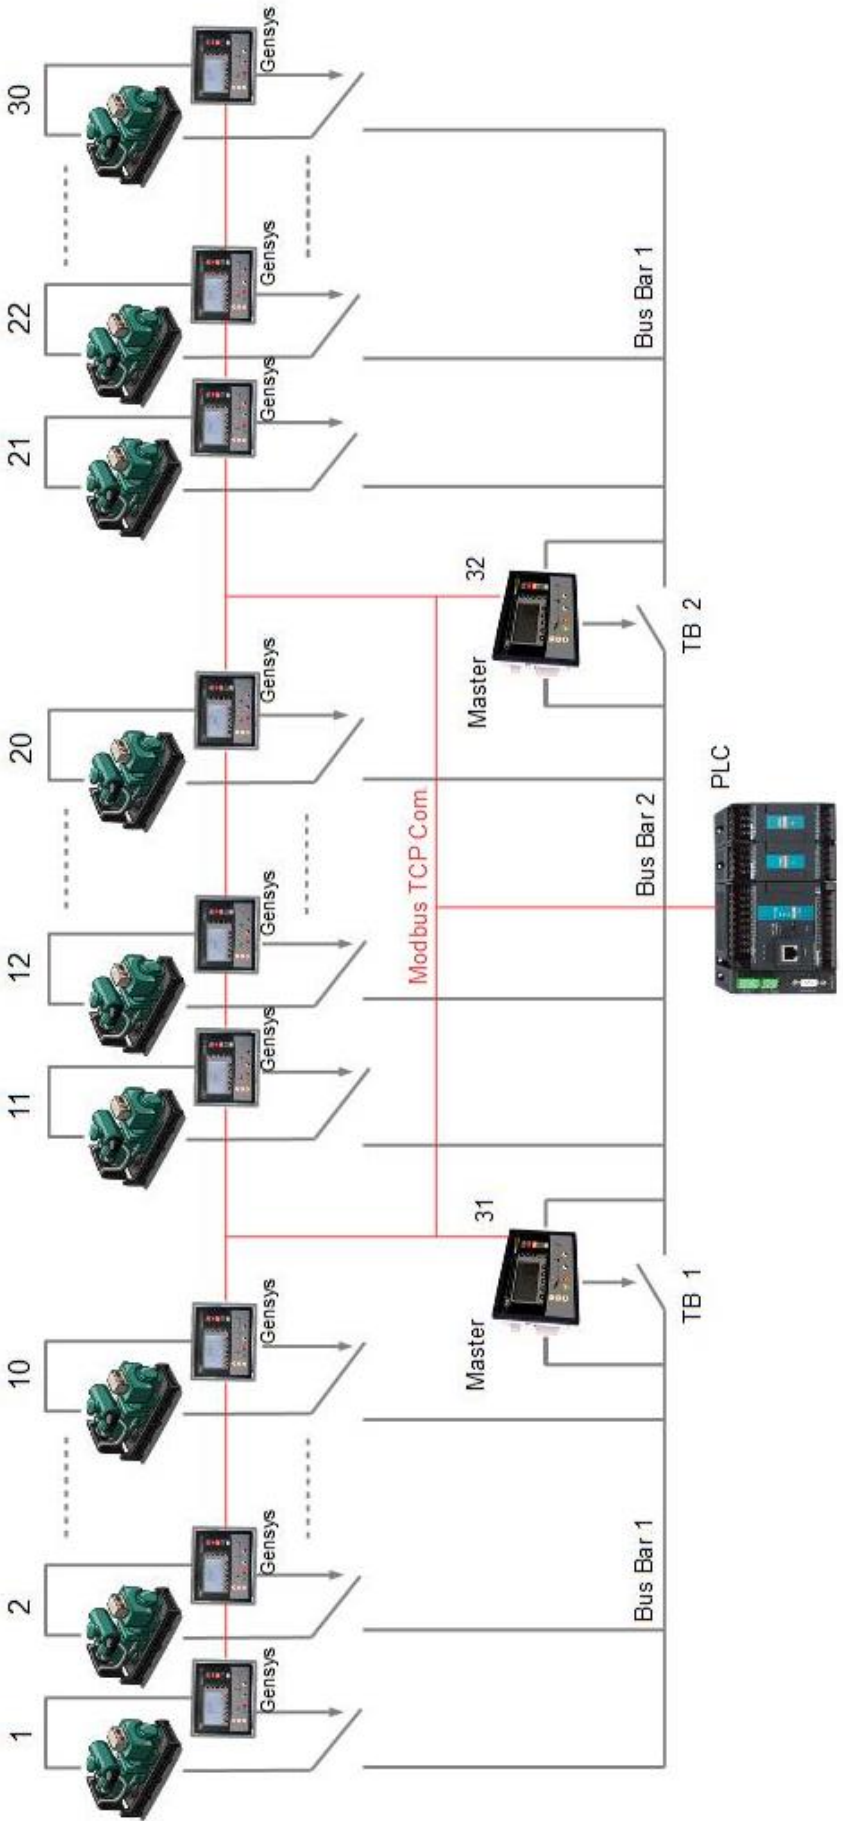 1
2
10
11
12
20
21
22
30
Gensys
Gensys
Gensys
Gensys
Gensys
Gensys
Gensys
Gensys
Gensys
Modbus TCP Com.
31
32
Master
Master
Bus Bar 1
Bus Bar 2
Bus Bar 1
TB 1
TB 2
PLC